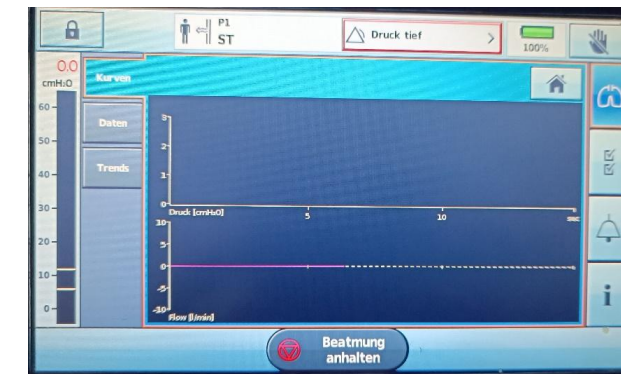 P1
ST
Druck tief
100%
0.0
cmH₂O
60
50
40
30
20
10
0
Kurven
Daten
Trends
3
2
1
0
Druck [cmH₂O]
5
10
sec
10
5
0
-5
-10
Flow [l/min]
Beatmung
anhalten
i